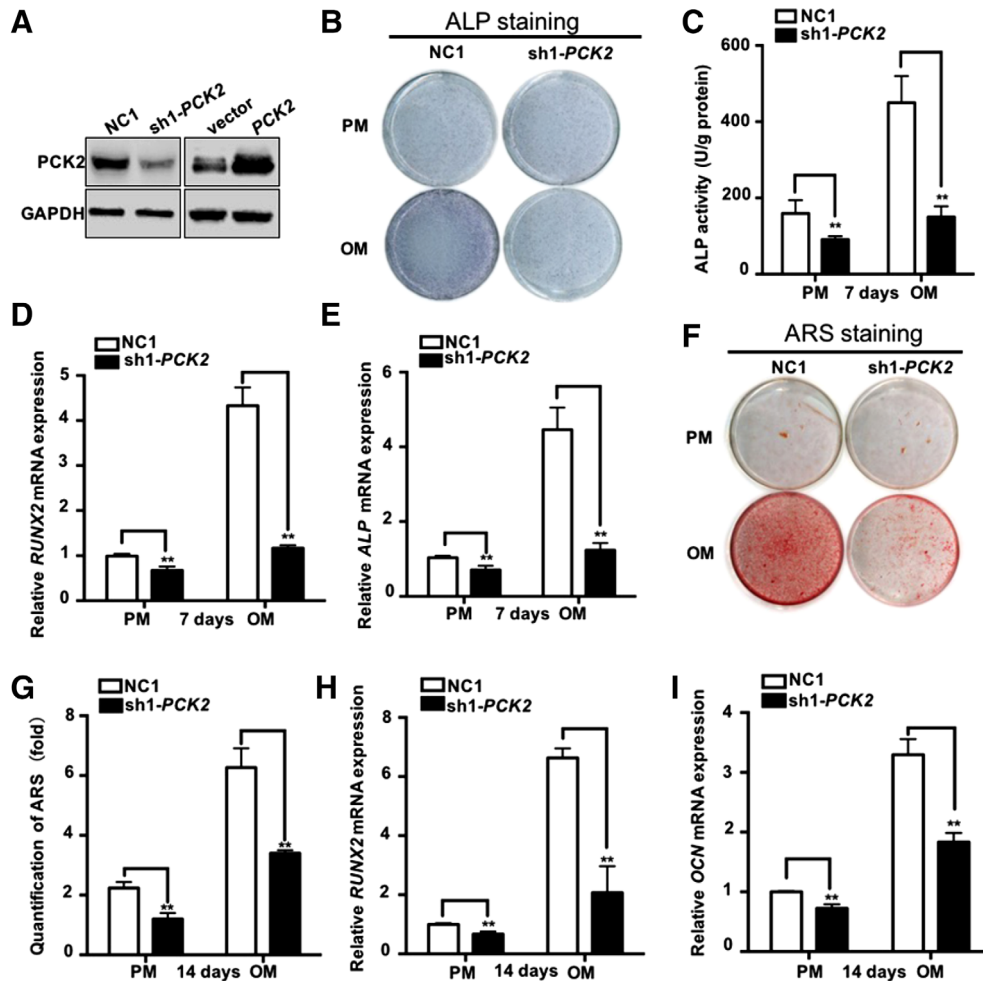 A
NC1 sh1-PCK2 vector PCK2
PCK2
GAPDH
B
ALP staining
NC1 sh1-PCK2
PM
OM
C
NC1
sh1-PCK2
ALP activity (U/g protein)
600
400
200
0
PM 7 days OM
**
**
D
NC1
sh1-PCK2
Relative RUNX2 mRNA expression
5
4
3
2
1
0
PM 7 days OM
**
**
E
NC1
sh1-PCK2
Relative ALP mRNA expression
6
4
2
0
PM 7 days OM
**
**
F
ARS staining
NC1 sh1-PCK2
PM
OM
G
NC1
sh1-PCK2
Quantification of ARS (fold)
8
6
4
2
0
PM 14 days OM
**
**
H
NC1
sh1-PCK2
Relative RUNX2 mRNA expression
8
6
4
2
0
PM 14 days OM
**
**
I
NC1
sh1-PCK2
Relative OCN mRNA expression
4
3
2
1
0
PM 14 days OM
**
**